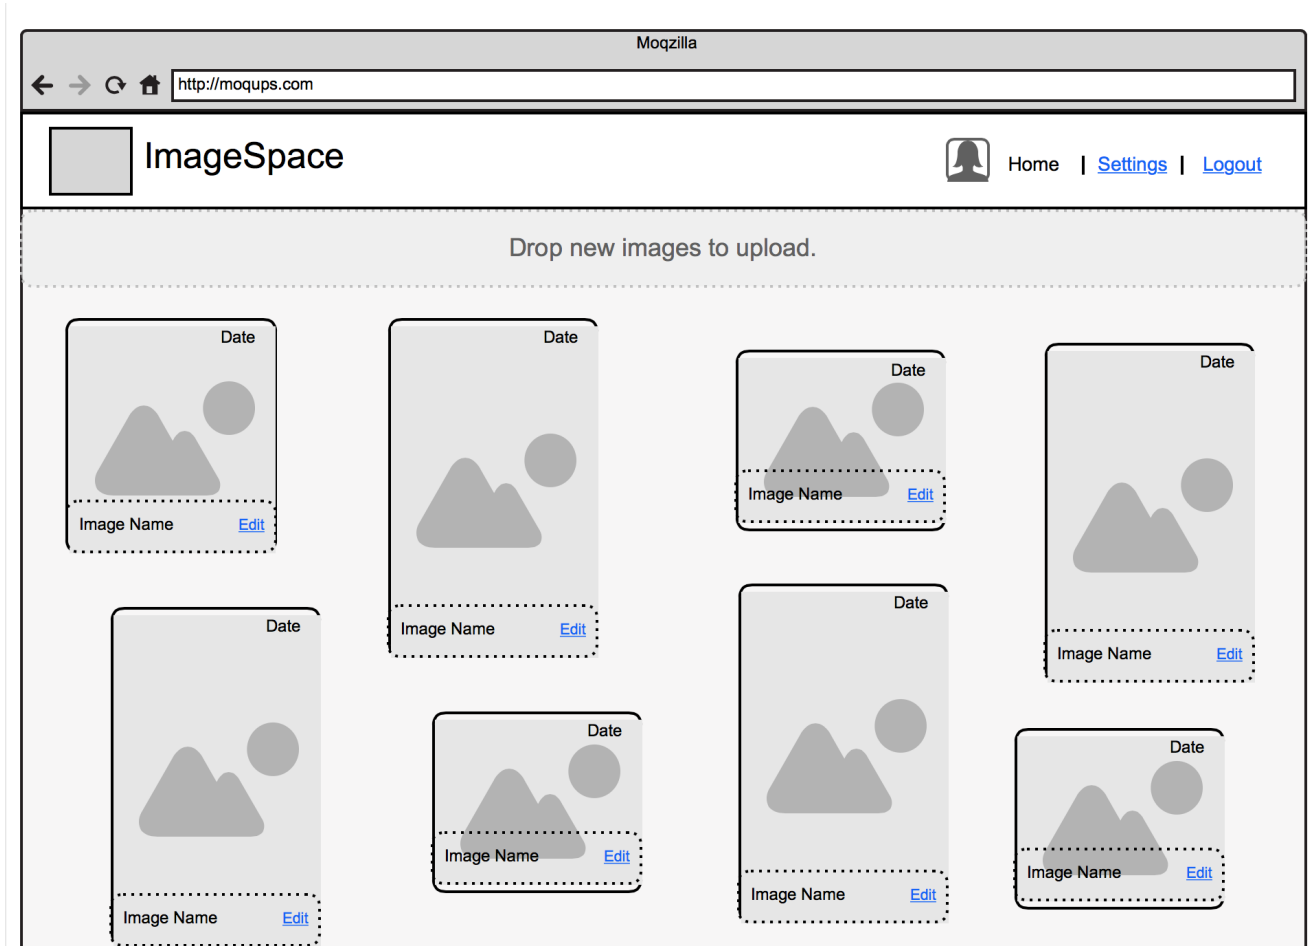 Moqzilla
http://moqups.com
ImageSpace
Home | Settings | Logout
Drop new images to upload.
Date
Image Name Edit
Date
Image Name Edit
Date
Image Name Edit
Date
Image Name Edit
Date
Image Name Edit
Date
Image Name Edit
Date
Image Name Edit
Date
Image Name Edit